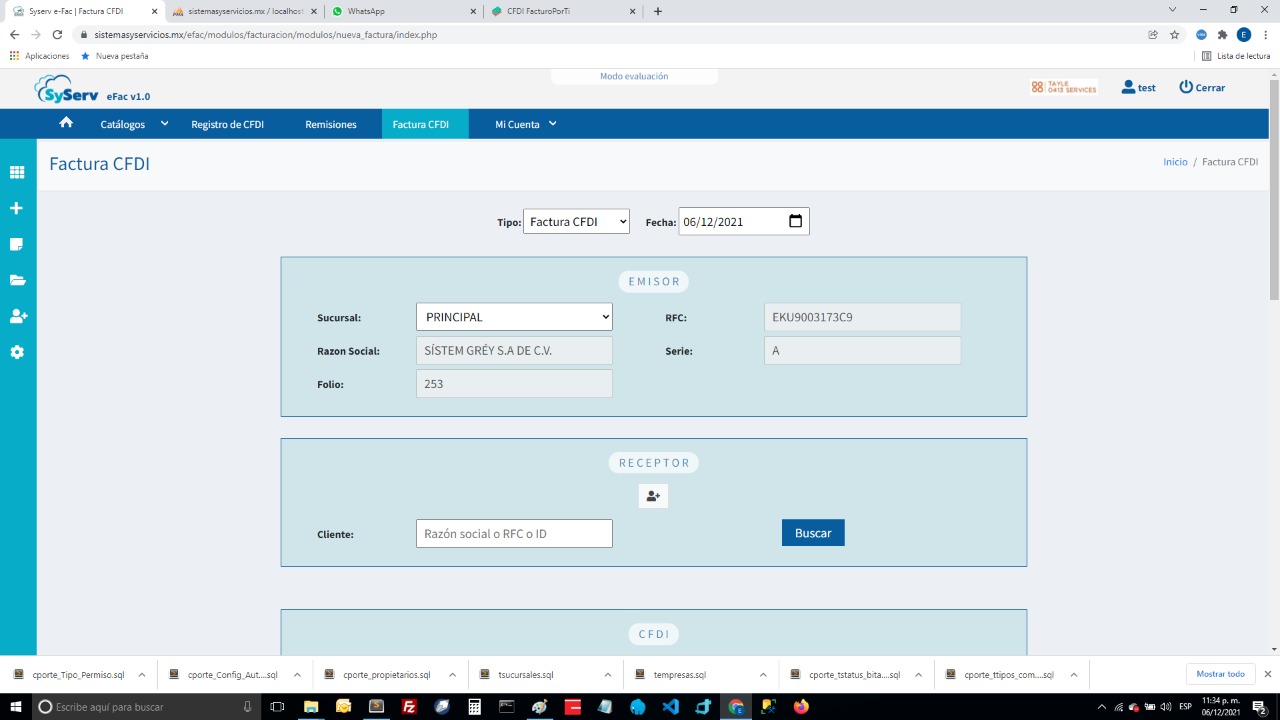 Syserv e-Fac | Factura CFDI
sistemasyservicios.mx / localhost
WhatsApp
CFDI FacturoPorTi
sistemasyservicios.mx/efac/modulos/facturacion/modulos/nueva_factura/index.php
Aplicaciones
Nueva pestaña
Lista de lectura
SyServ eFac v1.0
Modo evaluación
TAYLE
0413 SERVICES
test
Cerrar
Catálogos
Registro de CFDI
Remisiones
Factura CFDI
Mi Cuenta
Factura CFDI
Inicio / Factura CFDI
Tipo: Factura CFDI
Fecha: 06/12/2021
EMISOR
Sucursal: PRINCIPAL
RFC: EKU9003173C9
Razon Social: SÍSTEM GRÉY S.A DE C.V.
Serie: A
Folio: 253
RECEPTOR
Cliente: Razón social o RFC o ID
Buscar
CFDI
cporte_Tipo_Permiso.sql
cporte_Config_Aut....sql
cporte_propietarios.sql
tsucursales.sql
tempresas.sql
cporte_tstatus_bita....sql
cporte_ttipos_com....sql
Mostrar todo
Escribe aquí para buscar
ESP
11:34 p. m.
06/12/2021